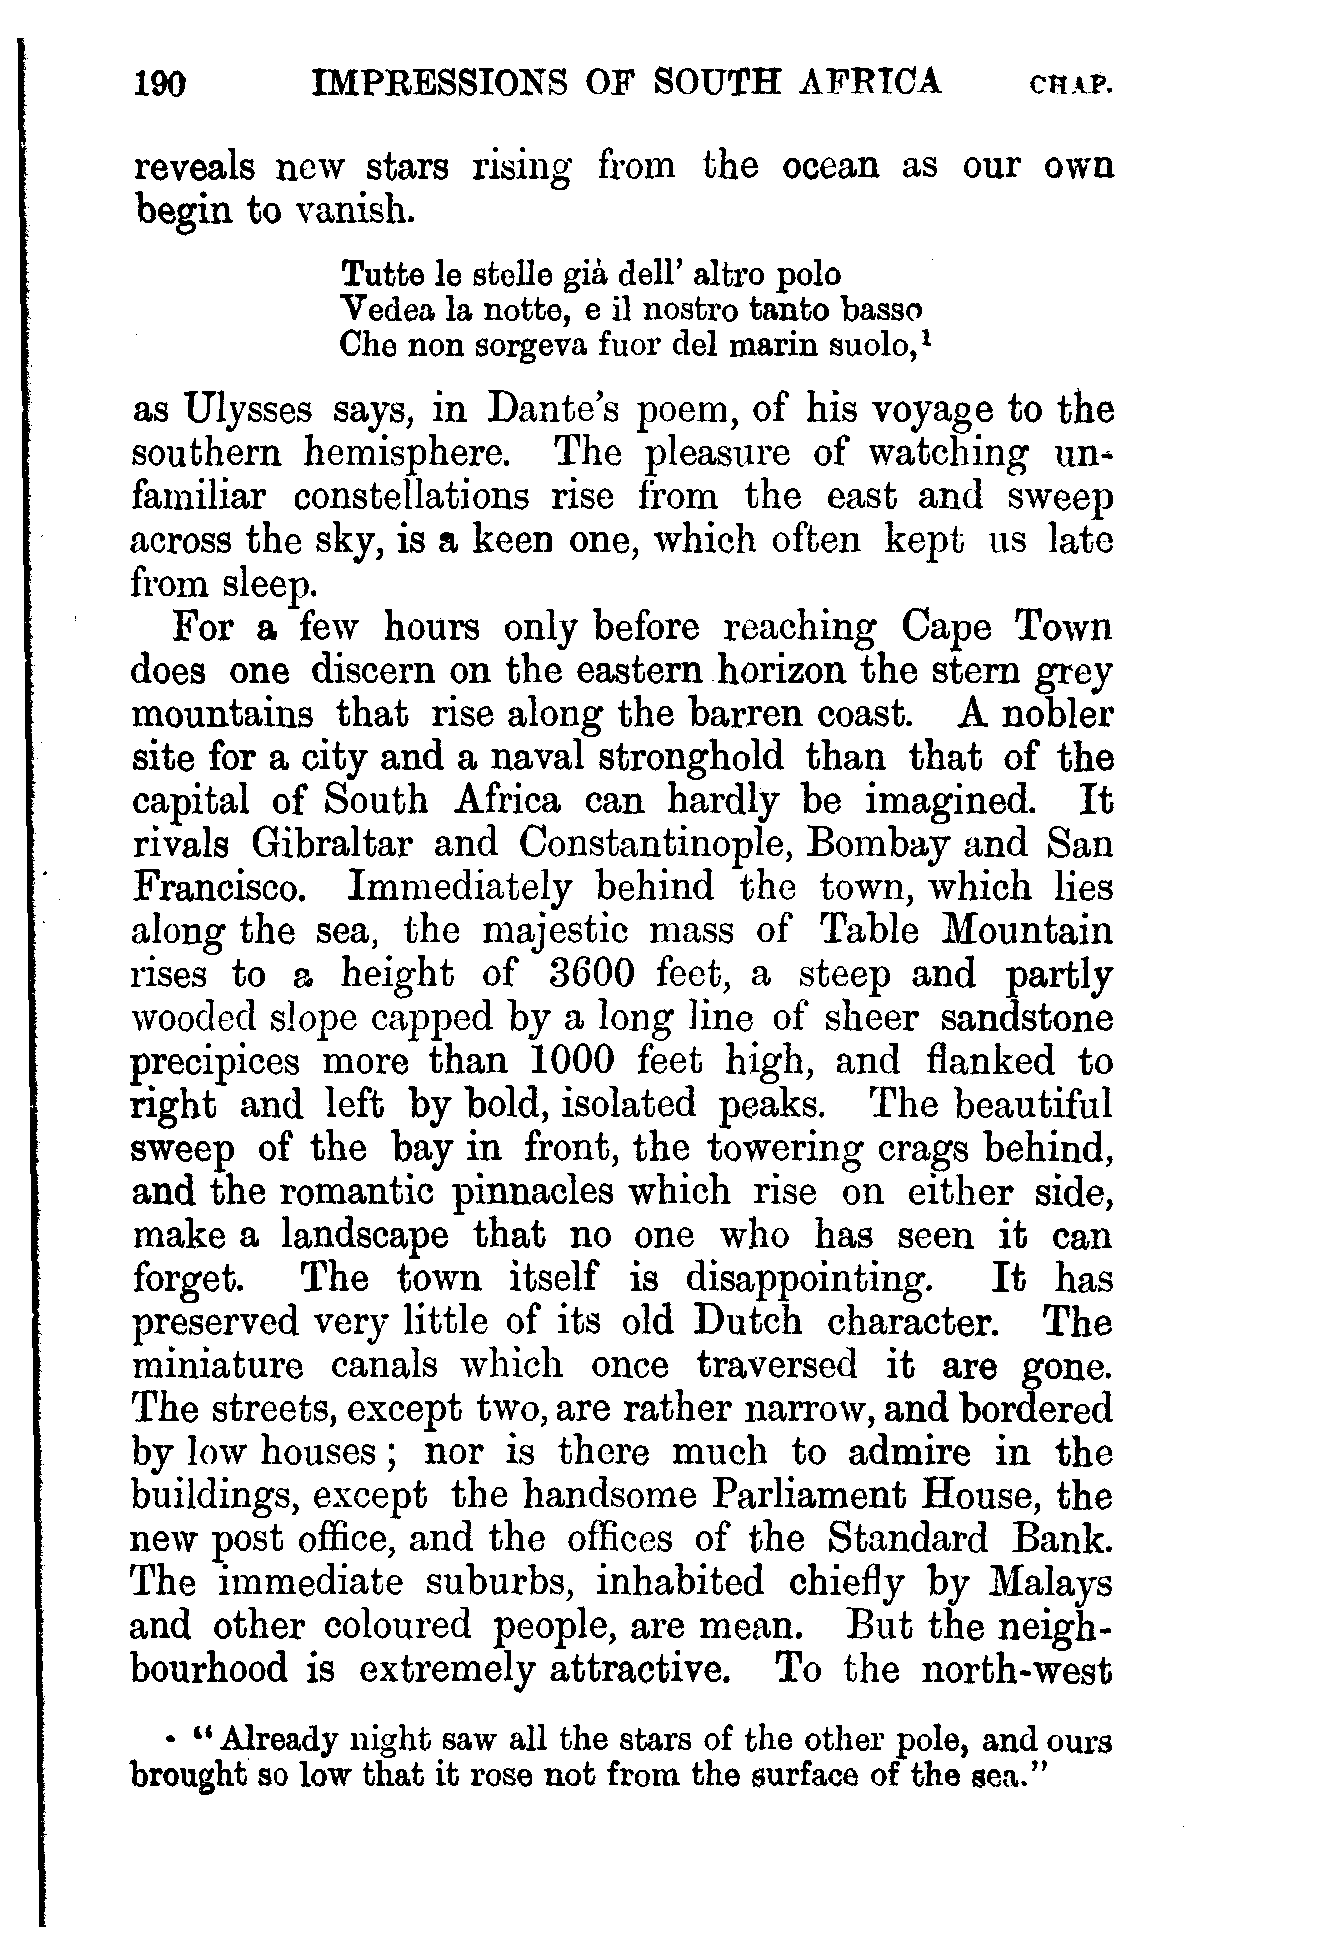 190 IMPRESSIONS OF SOUTH AFRICA CHAP.
reveals new stars rising from the ocean as our own
begin to vanish.
Tutte le stelle già dell' altro polo
Vedea la notte, e il nostro tanto basso
Che non sorgeva fuor del marin suolo,¹
as Ulysses says, in Dante's poem, of his voyage to the
southern hemisphere. The pleasure of watching un-
familiar constellations rise from the east and sweep
across the sky, is a keen one, which often kept us late
from sleep.
For a few hours only before reaching Cape Town
does one discern on the eastern horizon the stern grey
mountains that rise along the barren coast. A nobler
site for a city and a naval stronghold than that of the
capital of South Africa can hardly be imagined. It
rivals Gibraltar and Constantinople, Bombay and San
Francisco. Immediately behind the town, which lies
along the sea, the majestic mass of Table Mountain
rises to a height of 3600 feet, a steep and partly
wooded slope capped by a long line of sheer sandstone
precipices more than 1000 feet high, and flanked to
right and left by bold, isolated peaks. The beautiful
sweep of the bay in front, the towering crags behind,
and the romantic pinnacles which rise on either side,
make a landscape that no one who has seen it can
forget. The town itself is disappointing. It has
preserved very little of its old Dutch character. The
miniature canals which once traversed it are gone.
The streets, except two, are rather narrow, and bordered
by low houses; nor is there much to admire in the
buildings, except the handsome Parliament House, the
new post office, and the offices of the Standard Bank.
The immediate suburbs, inhabited chiefly by Malays
and other coloured people, are mean. But the neigh-
bourhood is extremely attractive. To the north-west
"Already night saw all the stars of the other pole, and ours
brought so low that it rose not from the surface of the sea."